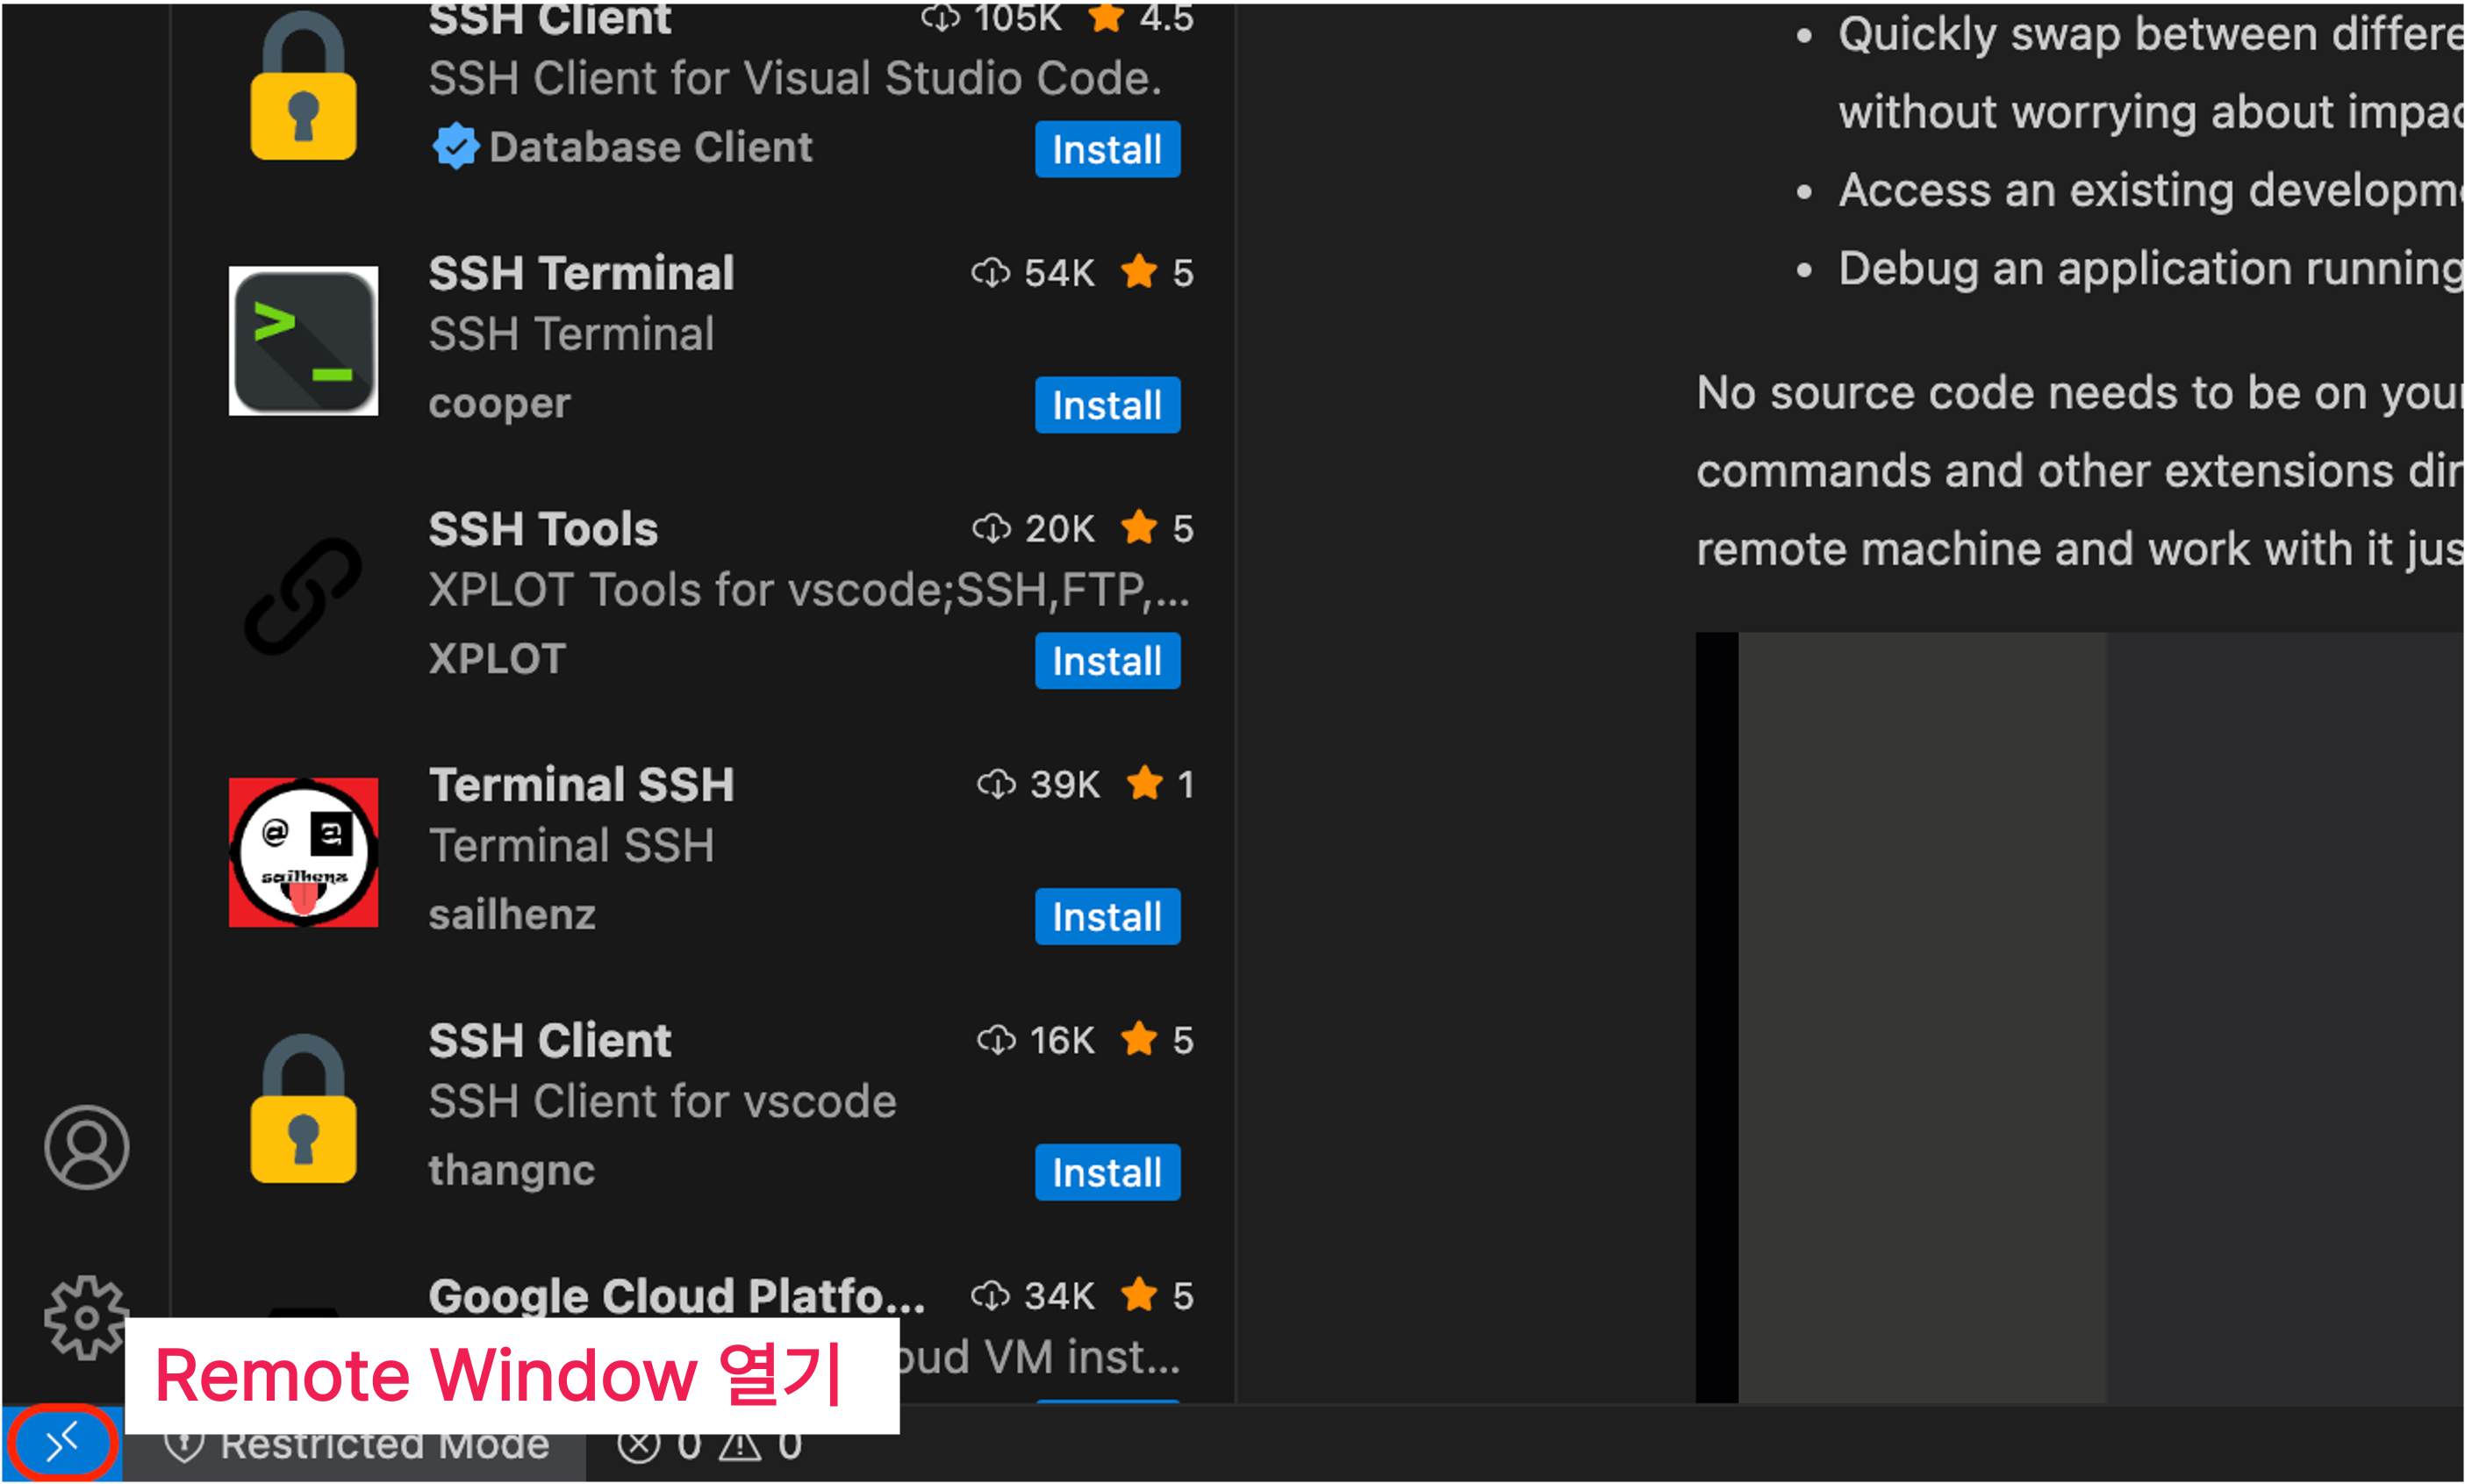 SSH Client 105K 4.5
SSH Client for Visual Studio Code.
Database Client Install
SSH Terminal 54K 5
SSH Terminal
cooper Install
SSH Tools 20K 5
XPLOT Tools for vscode;SSH,FTP,...
XPLOT Install
Terminal SSH 39K 1
Terminal SSH
@ a
sailhenz
sailhenz Install
SSH Client 16K 5
SSH Client for vscode
thangnc Install
Google Cloud Platfo... 34K 5
oud VM inst...
Remote Window 열기
Restricted Mode 0 0
• Quickly swap between differe
without worrying about impac
• Access an existing developm
• Debug an application running
No source code needs to be on your
commands and other extensions dir
remote machine and work with it jus